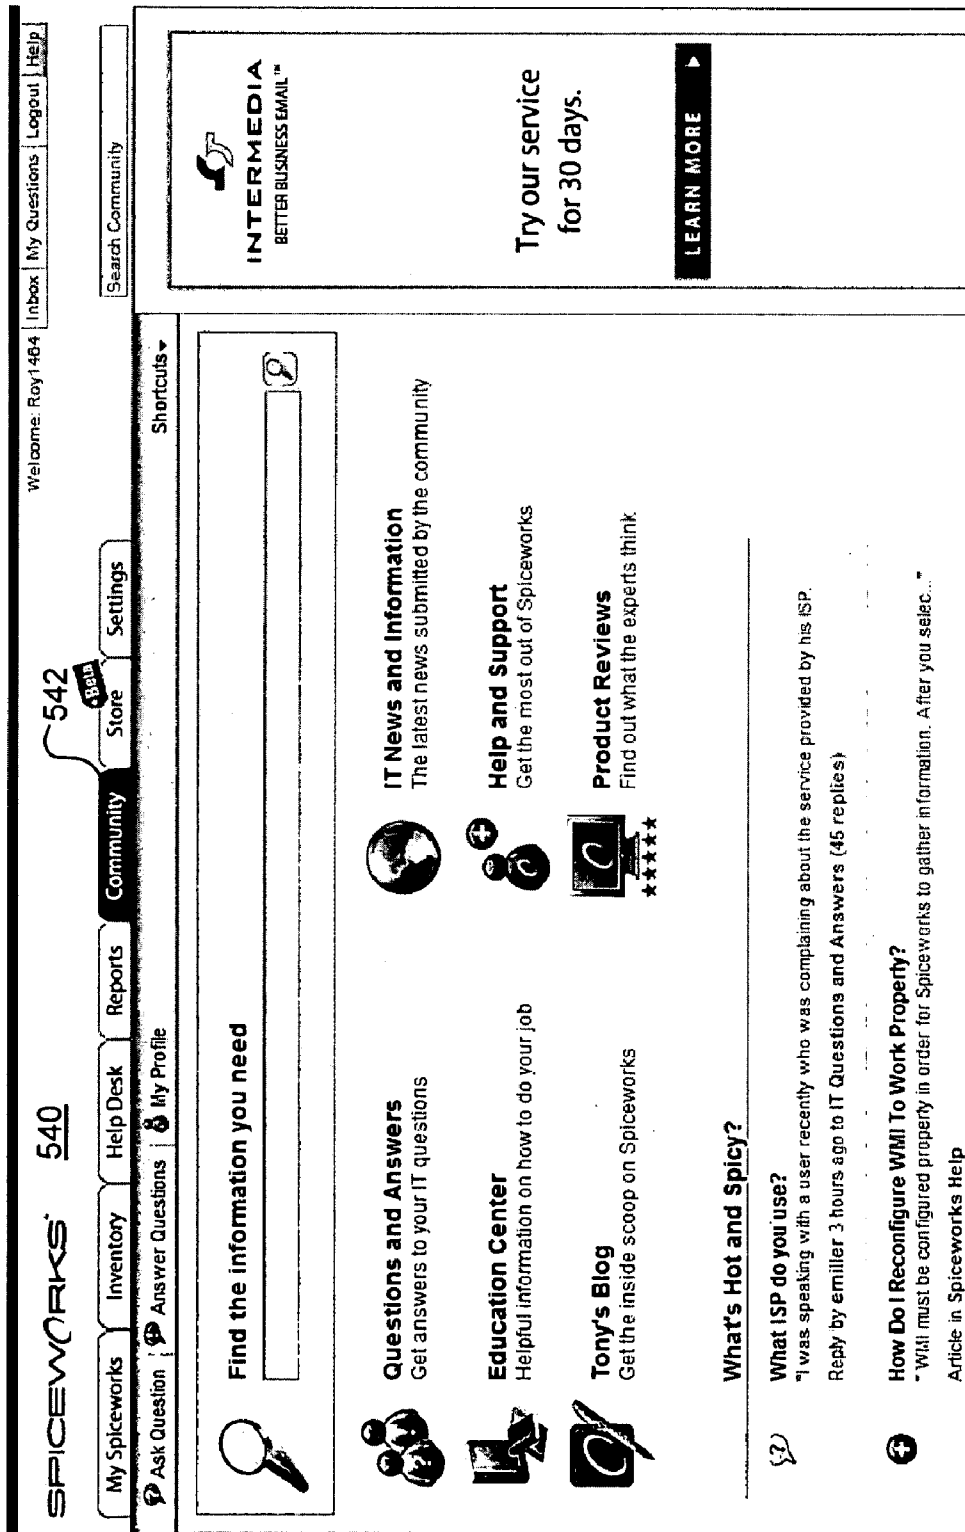 SPICEWORKS
540
542
Welcome: Roy1464 | Inbox | My Questions | Logout | Help
My Spiceworks
Inventory
Help Desk
Reports
Community
Store
Beta
Settings
Search Community
Ask Question | Answer Questions | My Profile
Shortcuts
Find the information you need
Questions and Answers
Get answers to your IT questions
IT News and Information
The latest news submitted by the community
Education Center
Helpful information on how to do your job
Help and Support
Get the most out of Spiceworks
Tony's Blog
Get the inside scoop on Spiceworks
Product Reviews
Find out what the experts think
What's Hot and Spicy?
What ISP do you use?
"I was speaking with a user recently who was complaining about the service provided by his ISP.
Reply by emiller 3 hours ago to IT Questions and Answers (45 replies)
How Do I Reconfigure WMI To Work Property?
"WMI must be configured property in order for Spiceworks to gather information. After you selec..."
Article in Spiceworks Help
INTERMEDIA
BETTER BUSINESS EMAIL™
Try our service
for 30 days.
LEARN MORE